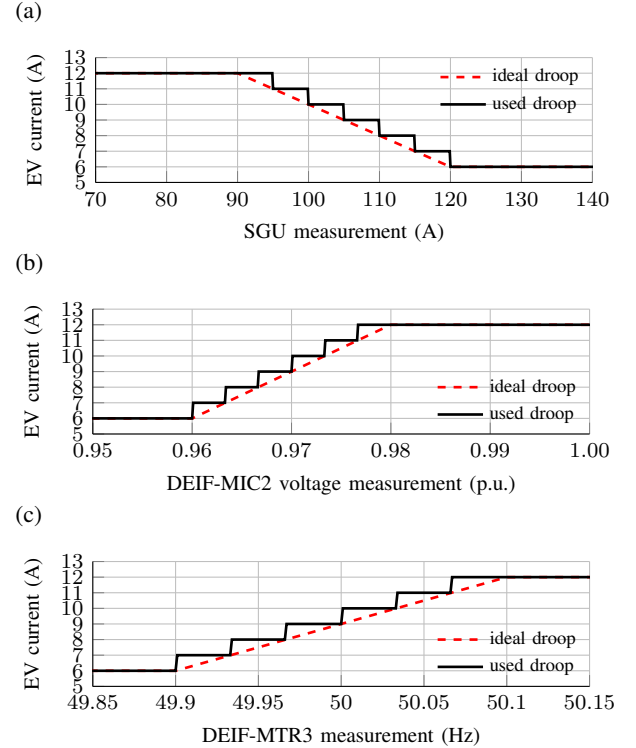 (a)
EV current (A)
13
12
11
10
9
8
7
6
5
ideal droop
used droop
70 80 90 100 110 120 130 140
SGU measurement (A)
(b)
EV current (A)
13
12
11
10
9
8
7
6
5
ideal droop
used droop
0.95 0.96 0.97 0.98 0.99 1.00
DEIF-MIC2 voltage measurement (p.u.)
(c)
EV current (A)
13
12
11
10
9
8
7
6
5
ideal droop
used droop
49.85 49.9 49.95 50 50.05 50.1 50.15
DEIF-MTR3 measurement (Hz)